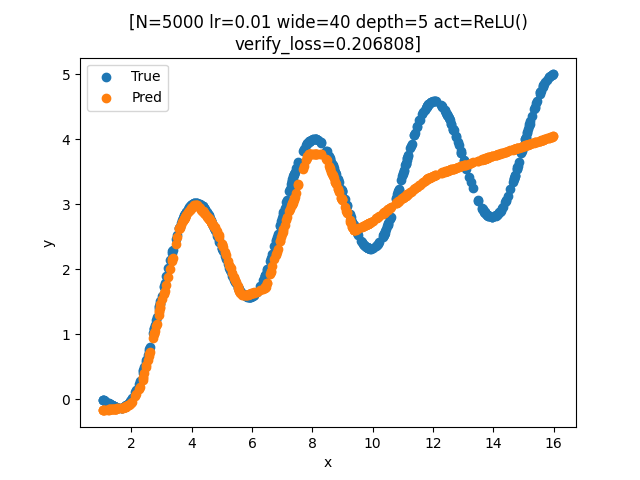 [N=5000 lr=0.01 wide=40 depth=5 act=ReLU()
verify_loss=0.206808]
True
Pred
5
4
3
2
1
0
y
2 4 6 8 10 12 14 16
x